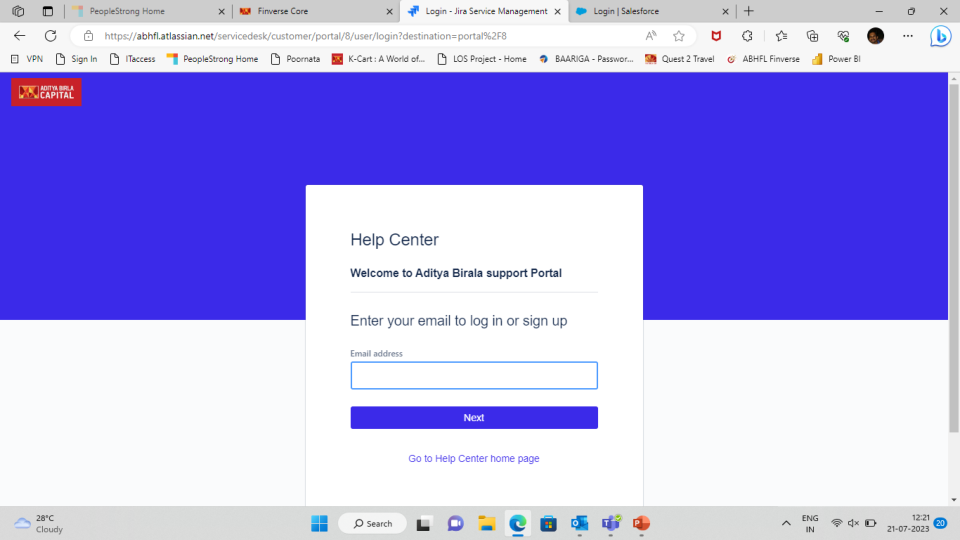 PeopleStrong Home
Finverse Core
Login - Jira Service Management
Login | Salesforce
https://abhfl.atlassian.net/servicedesk/customer/portal/8/user/login?destination=portal%2F8
VPN
Sign In
ITaccess
PeopleStrong Home
Poornata
K-Cart : A World of...
LOS Project - Home
BAARIGA - Passwor...
Quest 2 Travel
ABHFL Finverse
Power BI
ADITYA BIRLA
CAPITAL
Help Center
Welcome to Aditya Birala support Portal
Enter your email to log in or sign up
Email address
Next
Go to Help Center home page
28°C
Cloudy
Search
ENG
IN
12:21
21-07-2023
20